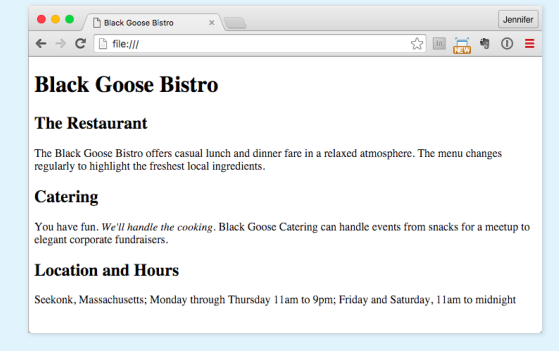 Black Goose Bistro
Jennifer
file:///
NEW
Black Goose Bistro
The Restaurant
The Black Goose Bistro offers casual lunch and dinner fare in a relaxed atmosphere. The menu changes
regularly to highlight the freshest local ingredients.
Catering
You have fun. We'll handle the cooking. Black Goose Catering can handle events from snacks for a meetup to
elegant corporate fundraisers.
Location and Hours
Seekonk, Massachusetts; Monday through Thursday 11am to 9pm; Friday and Saturday, 11am to midnight